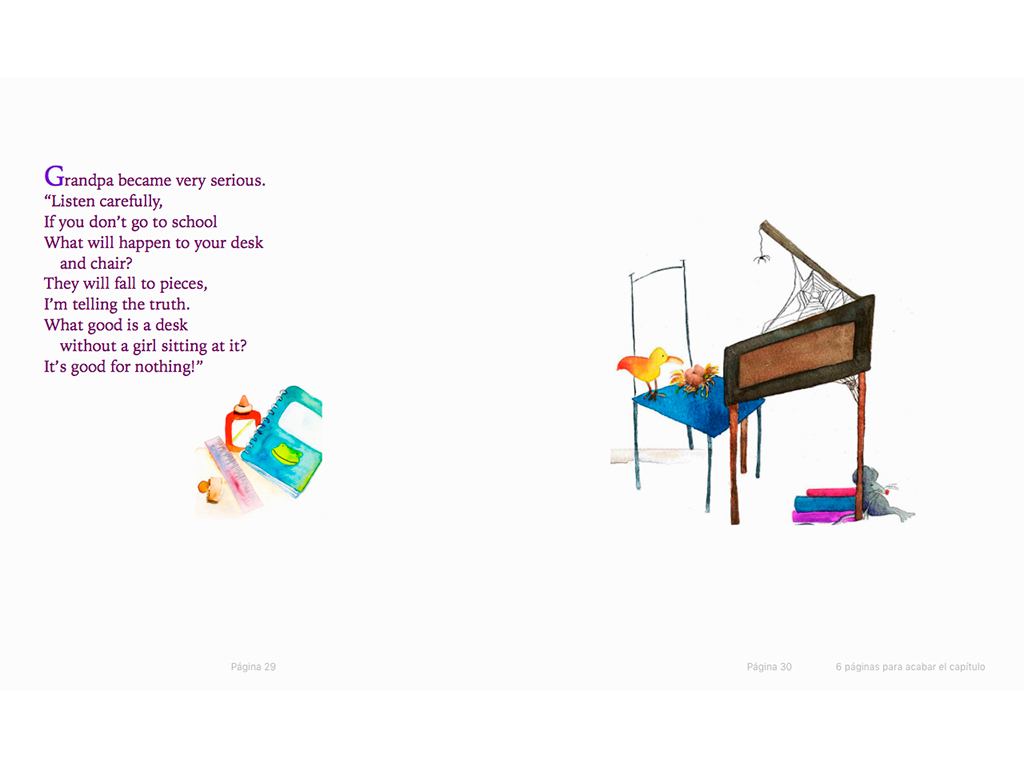 Grandpa became very serious.
“Listen carefully,
If you don’t go to school
What will happen to your desk
and chair?
They will fall to pieces,
I’m telling the truth.
What good is a desk
without a girl sitting at it?
It’s good for nothing!”
Página 29
Página 30
6 páginas para acabar el capítulo